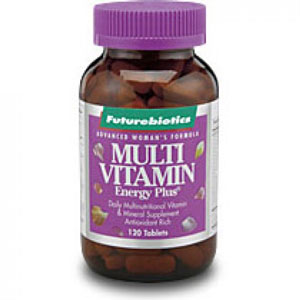 Futurebiotics
ADVANCED WOMAN'S FORMULA
MULTI
VITAMIN
Energy Plus®
Daily Multinutritional Vitamin
& Mineral Supplement
Antioxidant Rich
120 Tablets